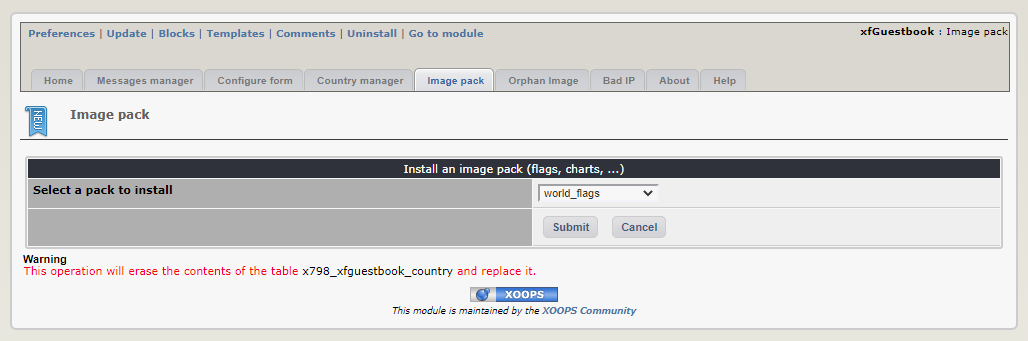 Preferences | Update | Blocks | Templates | Comments | Uninstall | Go to module
xfGuestbook : Image pack
Home Messages manager Configure form Country manager Image pack Orphan Image Bad IP About Help
NEW
Image pack
Install an image pack (flags, charts, ...)
Select a pack to install
world_flags
Submit Cancel
Warning
This operation will erase the contents of the table x798_xfguestbook_country and replace it.
XOOPS
This module is maintained by the XOOPS Community